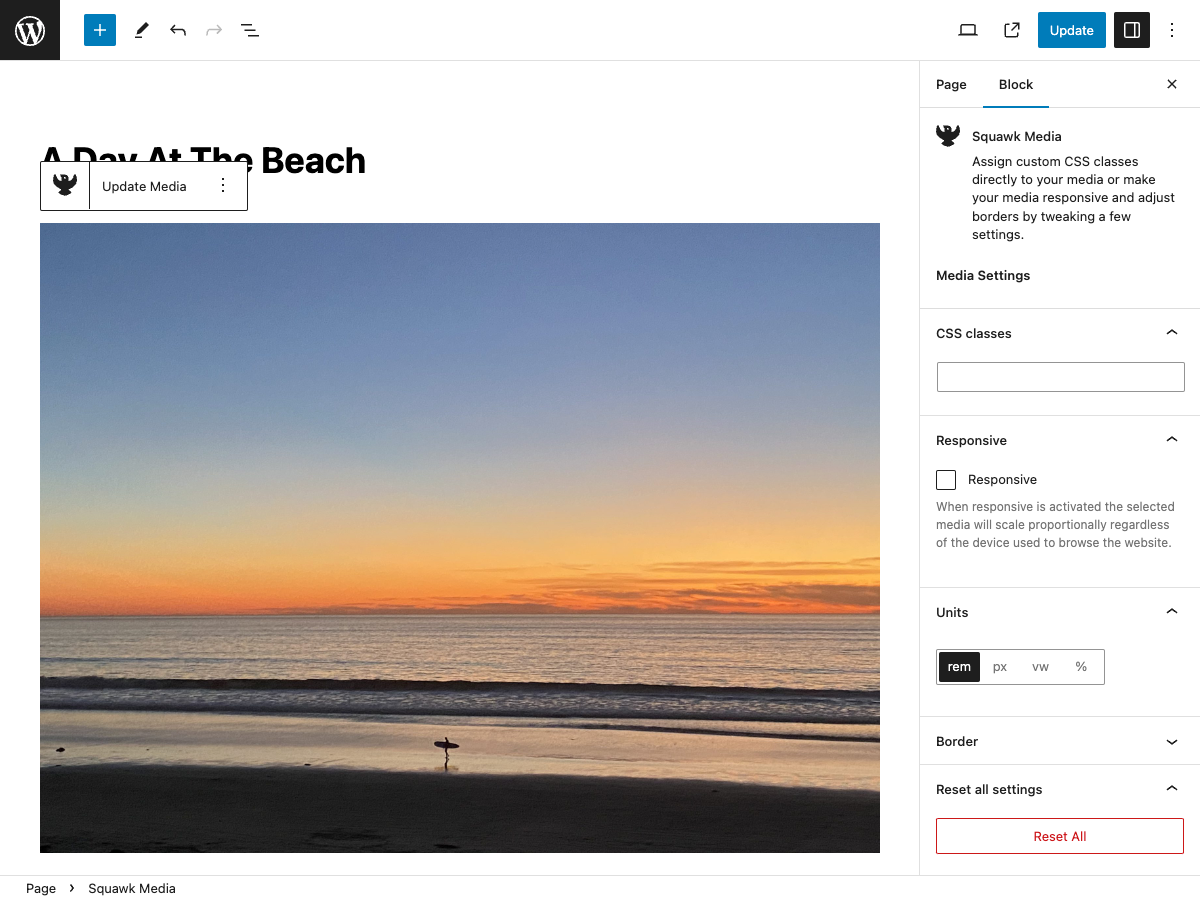 Update
Page
Block
A Day At The Beach
Update Media
Squawk Media
Assign custom CSS classes
directly to your media or make
your media responsive and adjust
borders by tweaking a few
settings.
Media Settings
CSS classes
Responsive
Responsive
When responsive is activated the selected
media will scale proportionally regardless
of the device used to browse the website.
Units
rem px vw %
Border
Reset all settings
Reset All
Page › Squawk Media